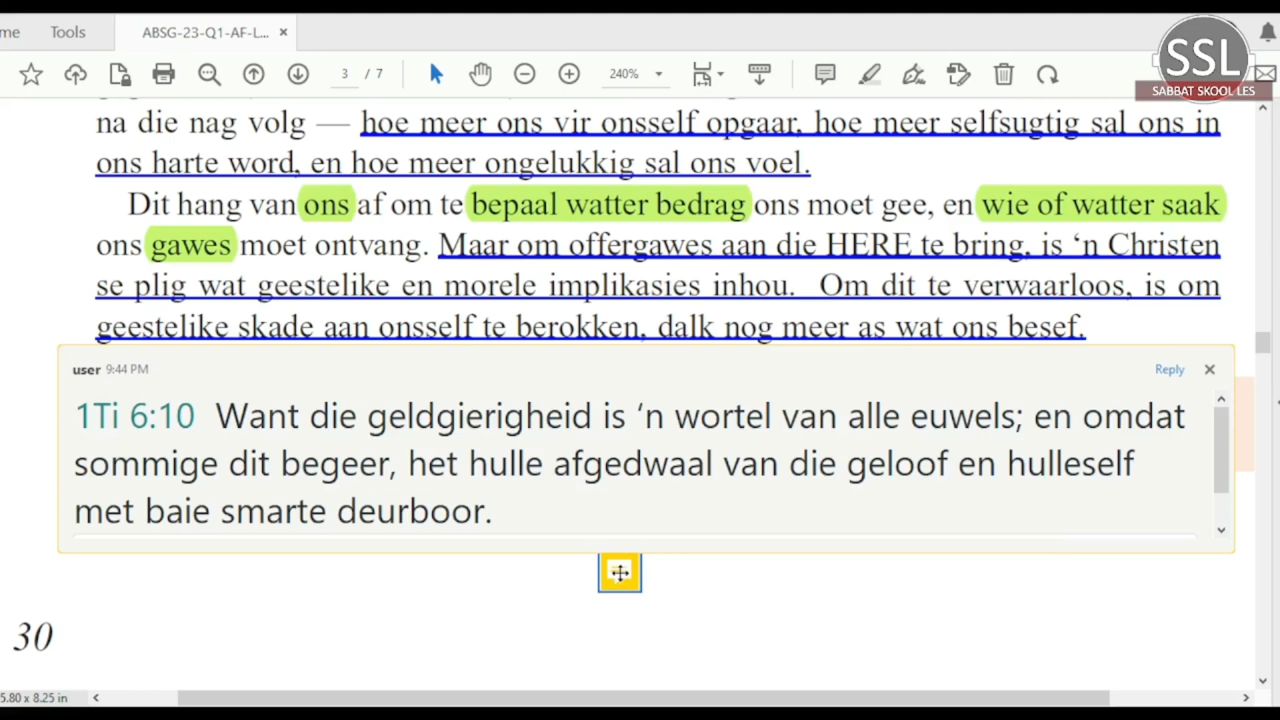 me Tools ABSG-23-Q1-AF-L... ×
3 / 7 240%
SSL
SABBAT SKOOL LES
na die nag volg — hoe meer ons vir onsself opgaar, hoe meer selfsugtig sal ons in
ons harte word, en hoe meer ongelukkig sal ons voel.
Dit hang van ons af om te bepaal watter bedrag ons moet gee, en wie of watter saak
ons gawes moet ontvang. Maar om offergawes aan die HERE te bring, is ‘n Christen
se plig wat geestelike en morele implikasies inhou. Om dit te verwaarloos, is om
geestelike skade aan onsself te berokken, dalk nog meer as wat ons besef.
user 9:44 PM Reply ×
1Ti 6:10 Want die geldgierigheid is ‘n wortel van alle euwels; en omdat
sommige dit begeer, het hulle afgedwaal van die geloof en hulleself
met baie smarte deurboor.
30
5.80 x 8.25 in